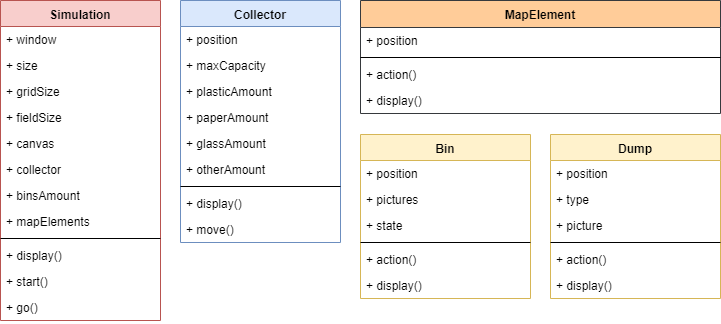 Simulation
+ window
+ size
+ gridSize
+ fieldSize
+ canvas
+ collector
+ binsAmount
+ mapElements
+ display()
+ start()
+ go()
Collector
+ position
+ maxCapacity
+ plasticAmount
+ paperAmount
+ glassAmount
+ otherAmount
+ display()
+ move()
MapElement
+ position
+ action()
+ display()
Bin
+ position
+ pictures
+ state
+ action()
+ display()
Dump
+ position
+ type
+ picture
+ action()
+ display()